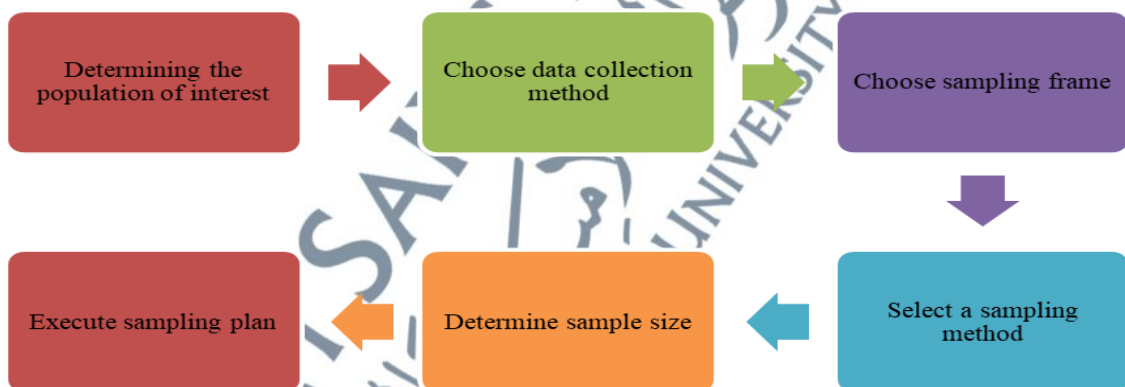 Determining the
population of interest
Choose data collection
method
Choose sampling frame
Select a sampling
method
Determine sample size
Execute sampling plan
UNIVERSITY